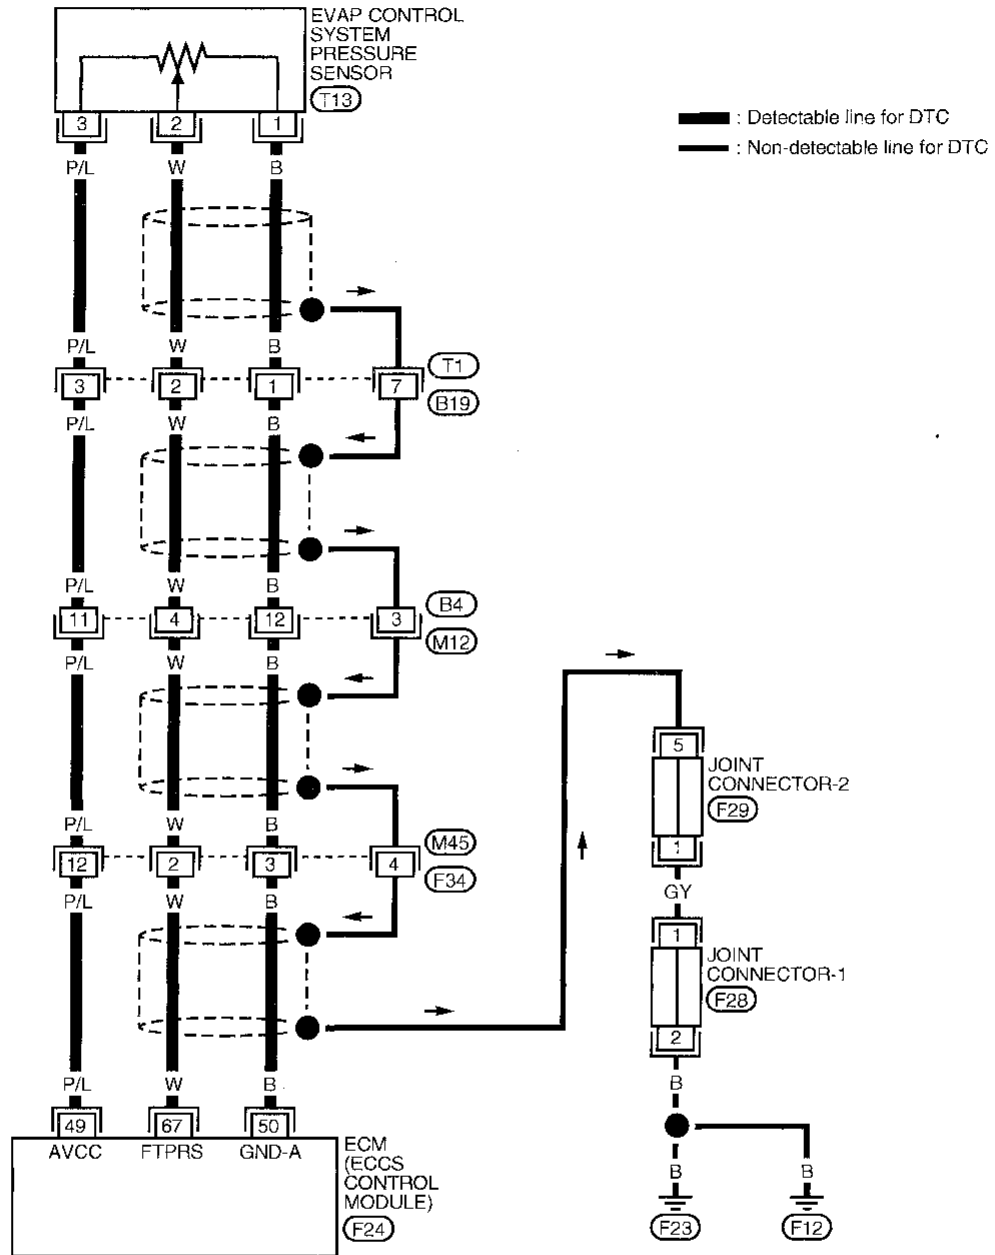 EVAP CONTROL
SYSTEM
PRESSURE
SENSOR
T13
3 2 1
: Detectable line for DTC
: Non-detectable line for DTC
P/L W B
P/L W B
T1
3 2 1 7
B19
P/L W B
P/L W B
B4
11 4 12 3
M12
P/L W B
5
JOINT
CONNECTOR-2
F29
P/L W B
M45
1
12 2 3 4
F34
GY
P/L W B
1
JOINT
CONNECTOR-1
F28
2
P/L W B
B
49 67 50
AVCC FTPRS GND-A
ECM
(ECCS
CONTROL
MODULE)
F24
B B
F23 F12